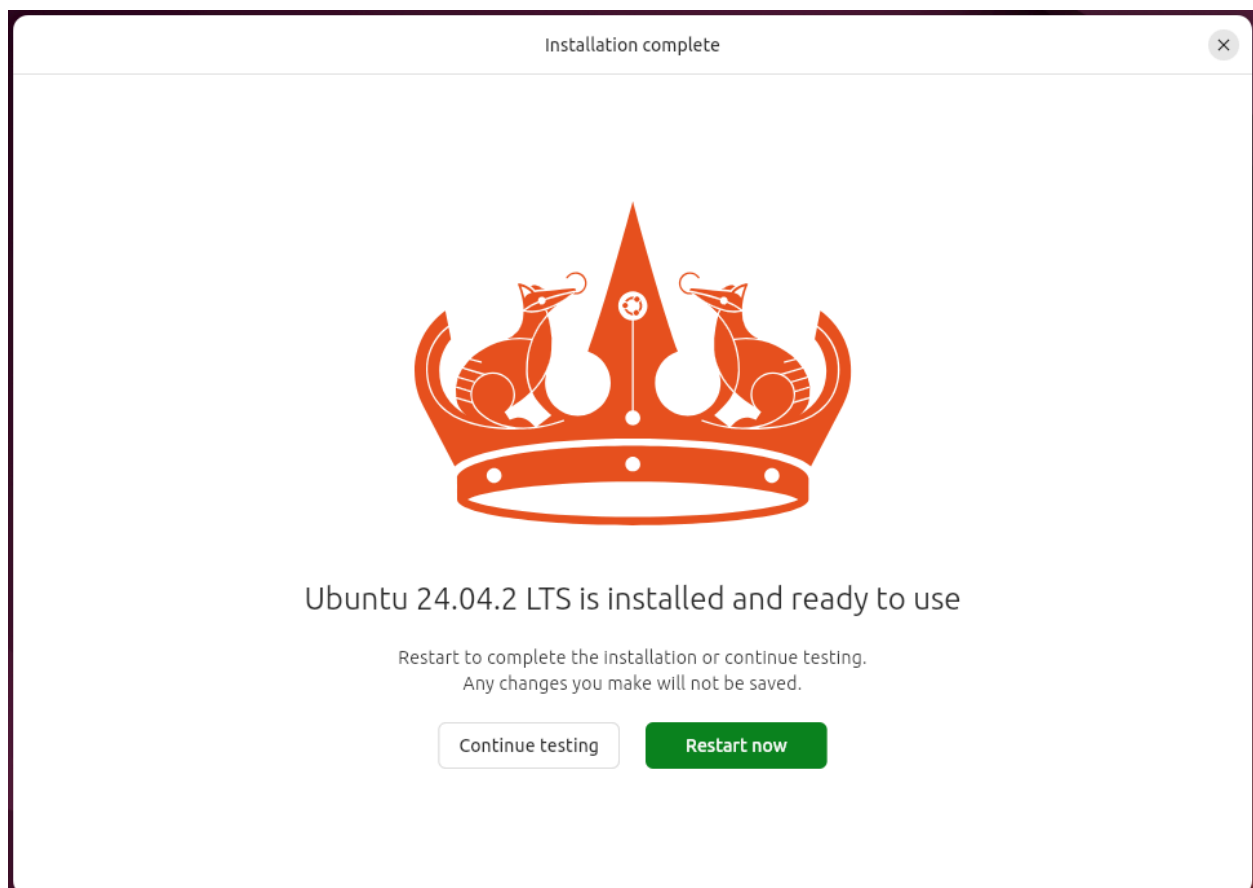 Installation complete
Ubuntu 24.04.2 LTS is installed and ready to use
Restart to complete the installation or continue testing.
Any changes you make will not be saved.
Continue testing
Restart now